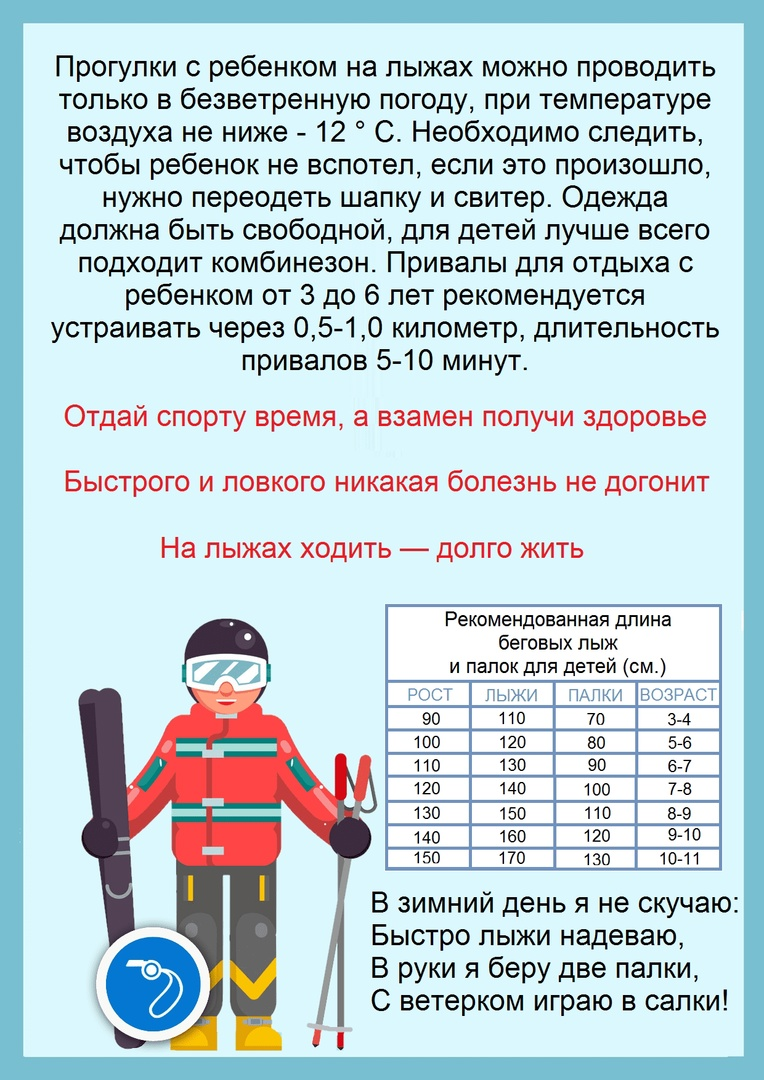 Прогулки с ребенком на лыжах можно проводить
только в безветренную погоду, при температуре
воздуха не ниже - 12 ° С. Необходимо следить,
чтобы ребенок не вспотел, если это произошло,
нужно переодеть шапку и свитер. Одежда
должна быть свободной, для детей лучше всего
подходит комбинезон. Привалы для отдыха с
ребенком от 3 до 6 лет рекомендуется
устраивать через 0,5-1,0 километр, длительность
привалов 5-10 минут.
Отдай спорту время, а взамен получи здоровье
Быстрого и ловкого никакая болезнь не догонит
На лыжах ходить — долго жить
Рекомендованная длина
беговых лыж
и палок для детей (см.)
РОСТ ЛЫЖИ ПАЛКИ ВОЗРАСТ
90 110 70 3-4
100 120 80 5-6
110 130 90 6-7
120 140 100 7-8
130 150 110 8-9
140 160 120 9-10
150 170 130 10-11
В зимний день я не скучаю:
Быстро лыжи надеваю,
В руки я беру две палки,
С ветерком играю в салки!